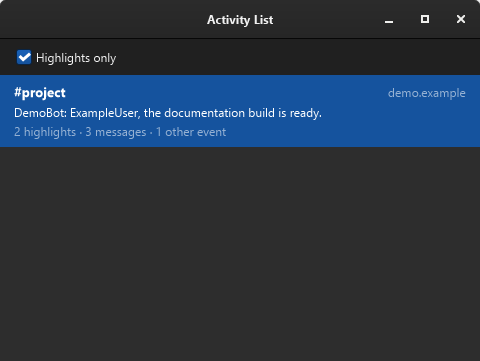 Activity List
Highlights only
#project demo.example
DemoBot: ExampleUser, the documentation build is ready.
2 highlights · 3 messages · 1 other event